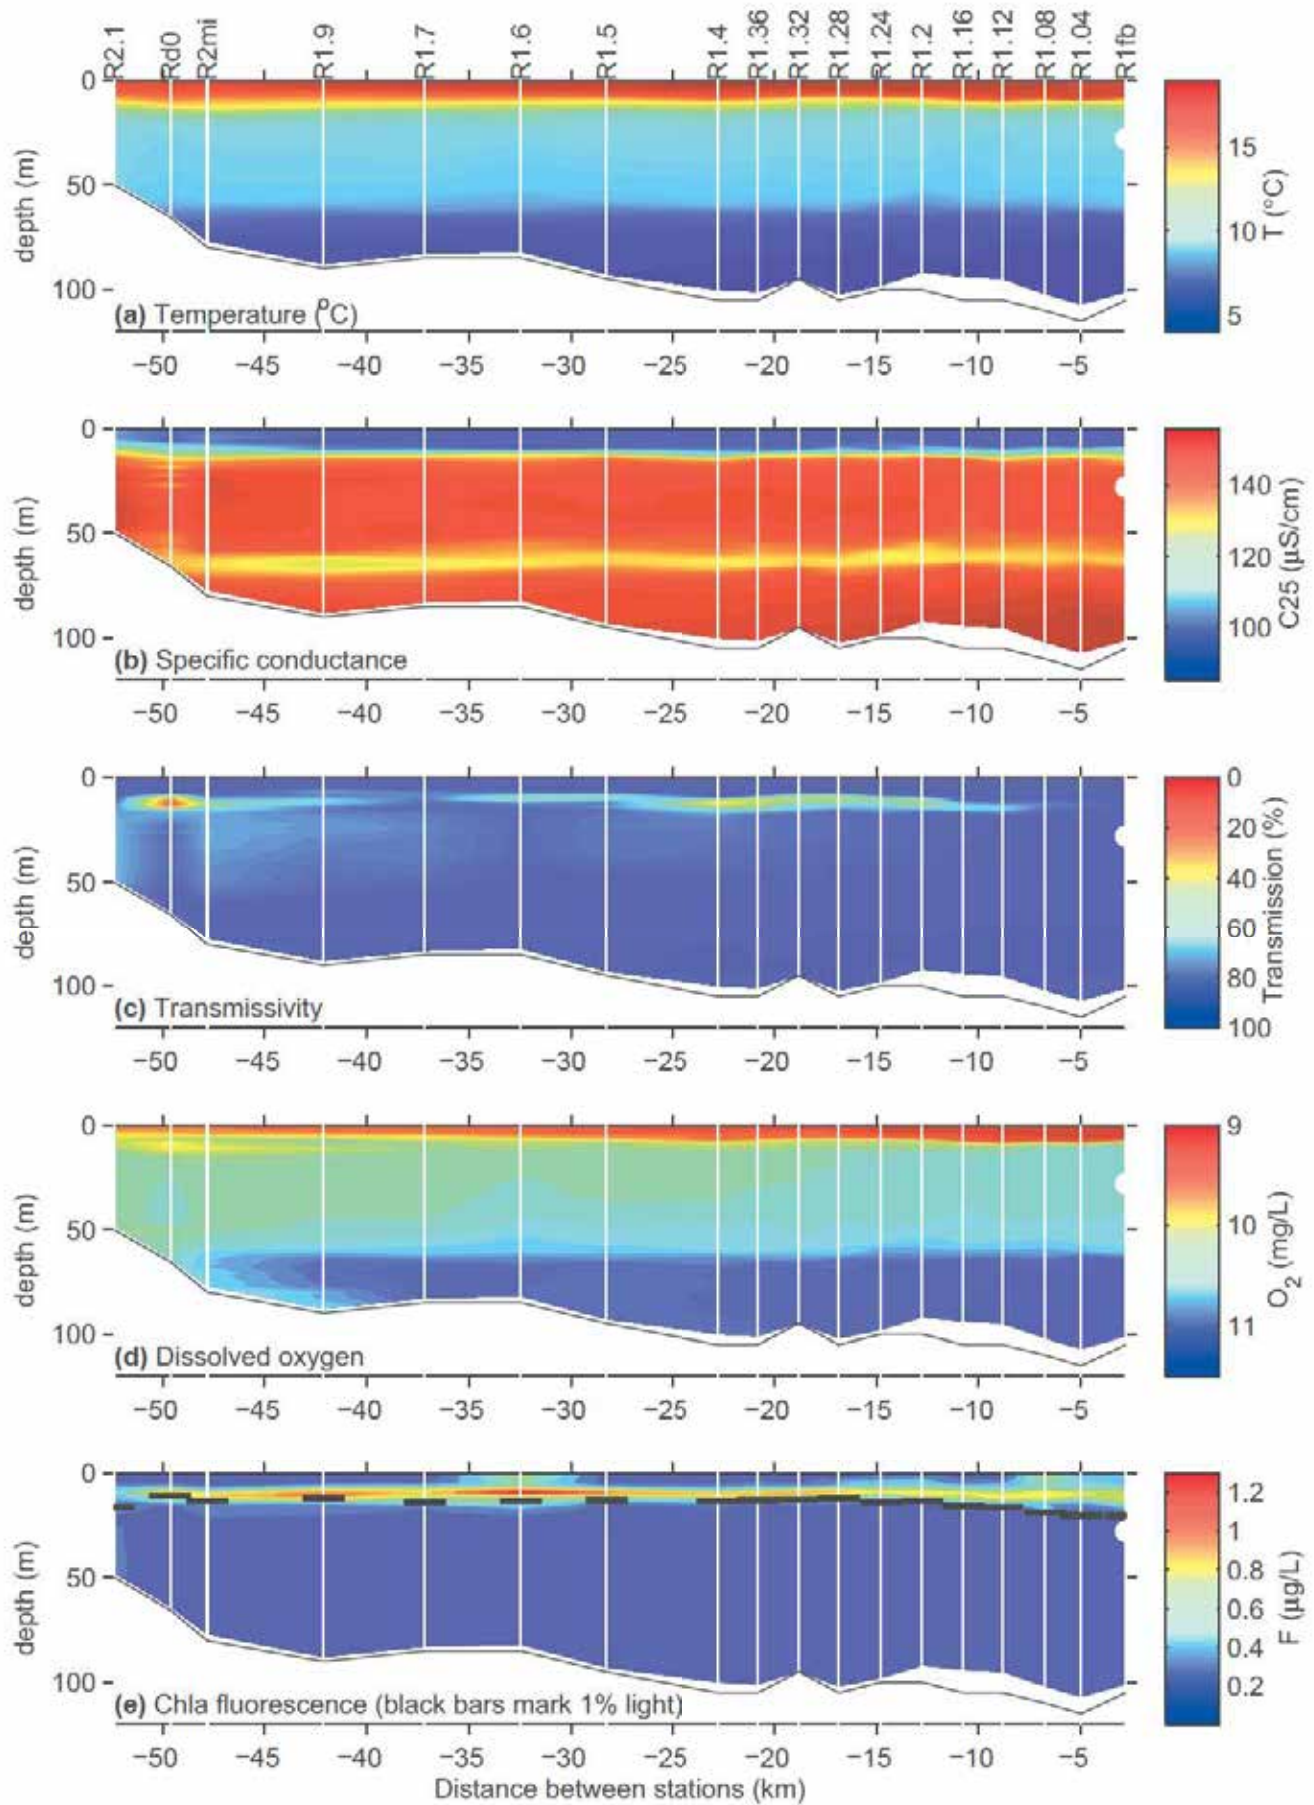 R2.1 Rd0 R2mi R1.9 R1.7 R1.6 R1.5 R1.4 R1.36 R1.32 R1.28 R1.24 R1.2 R1.16 R1.12 R1.08 R1.04 R1fb
0
50
100
depth (m)
(a) Temperature (°C)
−50 −45 −40 −35 −30 −25 −20 −15 −10 −5
15
10
5
T (°C)
0
50
100
depth (m)
(b) Specific conductance
−50 −45 −40 −35 −30 −25 −20 −15 −10 −5
140
120
100
C25 (µS/cm)
0
50
100
depth (m)
(c) Transmissivity
−50 −45 −40 −35 −30 −25 −20 −15 −10 −5
0
20
40
60
80
100
Transmission (%)
0
50
100
depth (m)
(d) Dissolved oxygen
−50 −45 −40 −35 −30 −25 −20 −15 −10 −5
9
10
11
O2 (mg/L)
0
50
100
depth (m)
(e) Chla fluorescence (black bars mark 1% light)
−50 −45 −40 −35 −30 −25 −20 −15 −10 −5
1.2
1
0.8
0.6
0.4
0.2
F (µg/L)
Distance between stations (km)